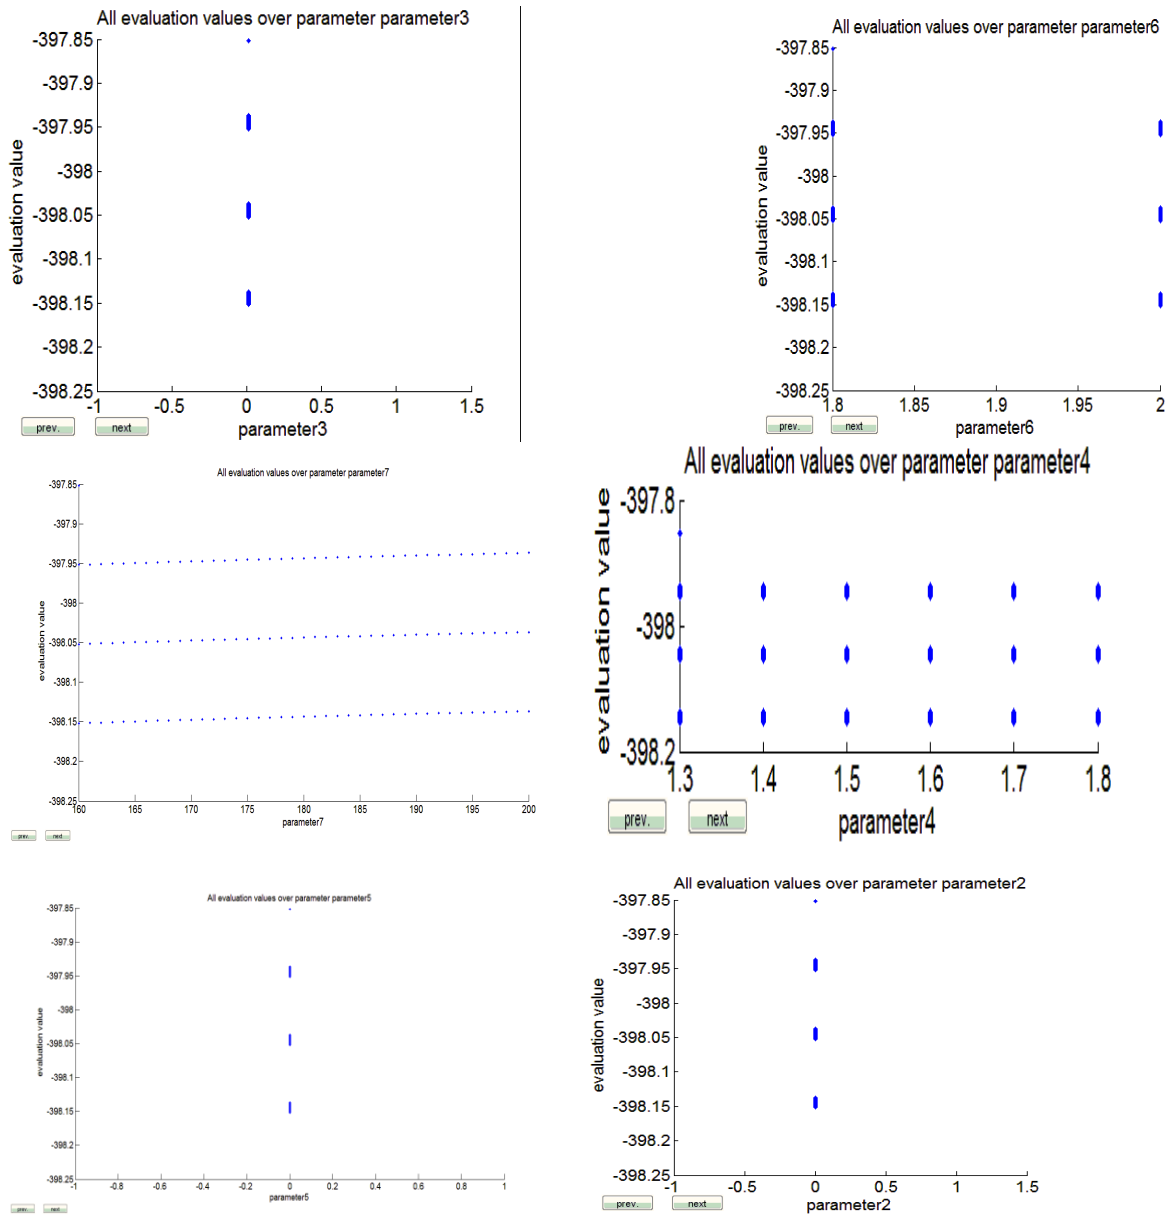 All evaluation values over parameter parameter3
-397.85
-397.9
-397.95
-398
-398.05
-398.1
-398.15
-398.2
-398.25
evaluation value
-1 -0.5 0 0.5 1 1.5
prev. next parameter3
All evaluation values over parameter parameter6
-397.85
-397.9
-397.95
-398
-398.05
-398.1
-398.15
-398.2
-398.25
evaluation value
1.8 1.85 1.9 1.95 2
prev. next parameter6
All evaluation values over parameter parameter7
-397.85
-397.9
-397.95
-398
-398.05
-398.1
-398.15
-398.2
-398.25
evaluation value
160 165 170 175 180 185 190 195 200
parameter7
prev. next
All evaluation values over parameter parameter4
-397.8
-398
-398.2
evaluation value
1.3 1.4 1.5 1.6 1.7 1.8
prev. next parameter4
All evaluation values over parameter parameter5
-397.85
-397.9
-397.95
-398
-398.05
-398.1
-398.15
-398.2
-398.25
evaluation value
-1 -0.8 -0.6 -0.4 -0.2 0 0.2 0.4 0.6 0.8 1
parameter5
prev. next
All evaluation values over parameter parameter2
-397.85
-397.9
-397.95
-398
-398.05
-398.1
-398.15
-398.2
-398.25
evaluation value
-1 -0.5 0 0.5 1 1.5
prev. next parameter2